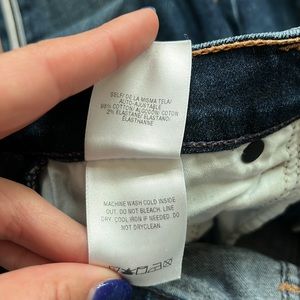 SELF/ DE LA MISMA TELA/
AUTO-AJUSTABLE
98% COTTON/ ALGODON/ COTON
2% ELASTANE/ ELASTANO/
ELASTHANNE
MACHINE WASH COLD INSIDE
OUT. DO NOT BLEACH. LINE
DRY. COOL IRON IF NEEDED. DO
NOT DRYCLEAN.